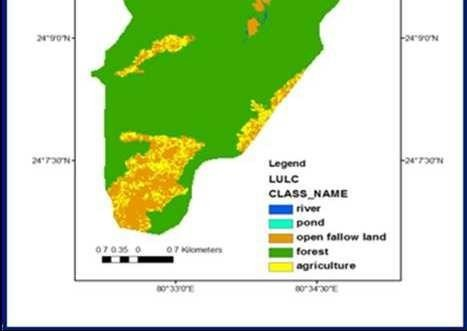 24°9'0"N 24°9'0"N
24°7'30"N 24°7'30"N
Legend
LULC
CLASS_NAME
river
pond
open fallow land
forest
agriculture
0.7 0.35 0 0.7 Kilometers
80°33'0"E 80°34'30"E